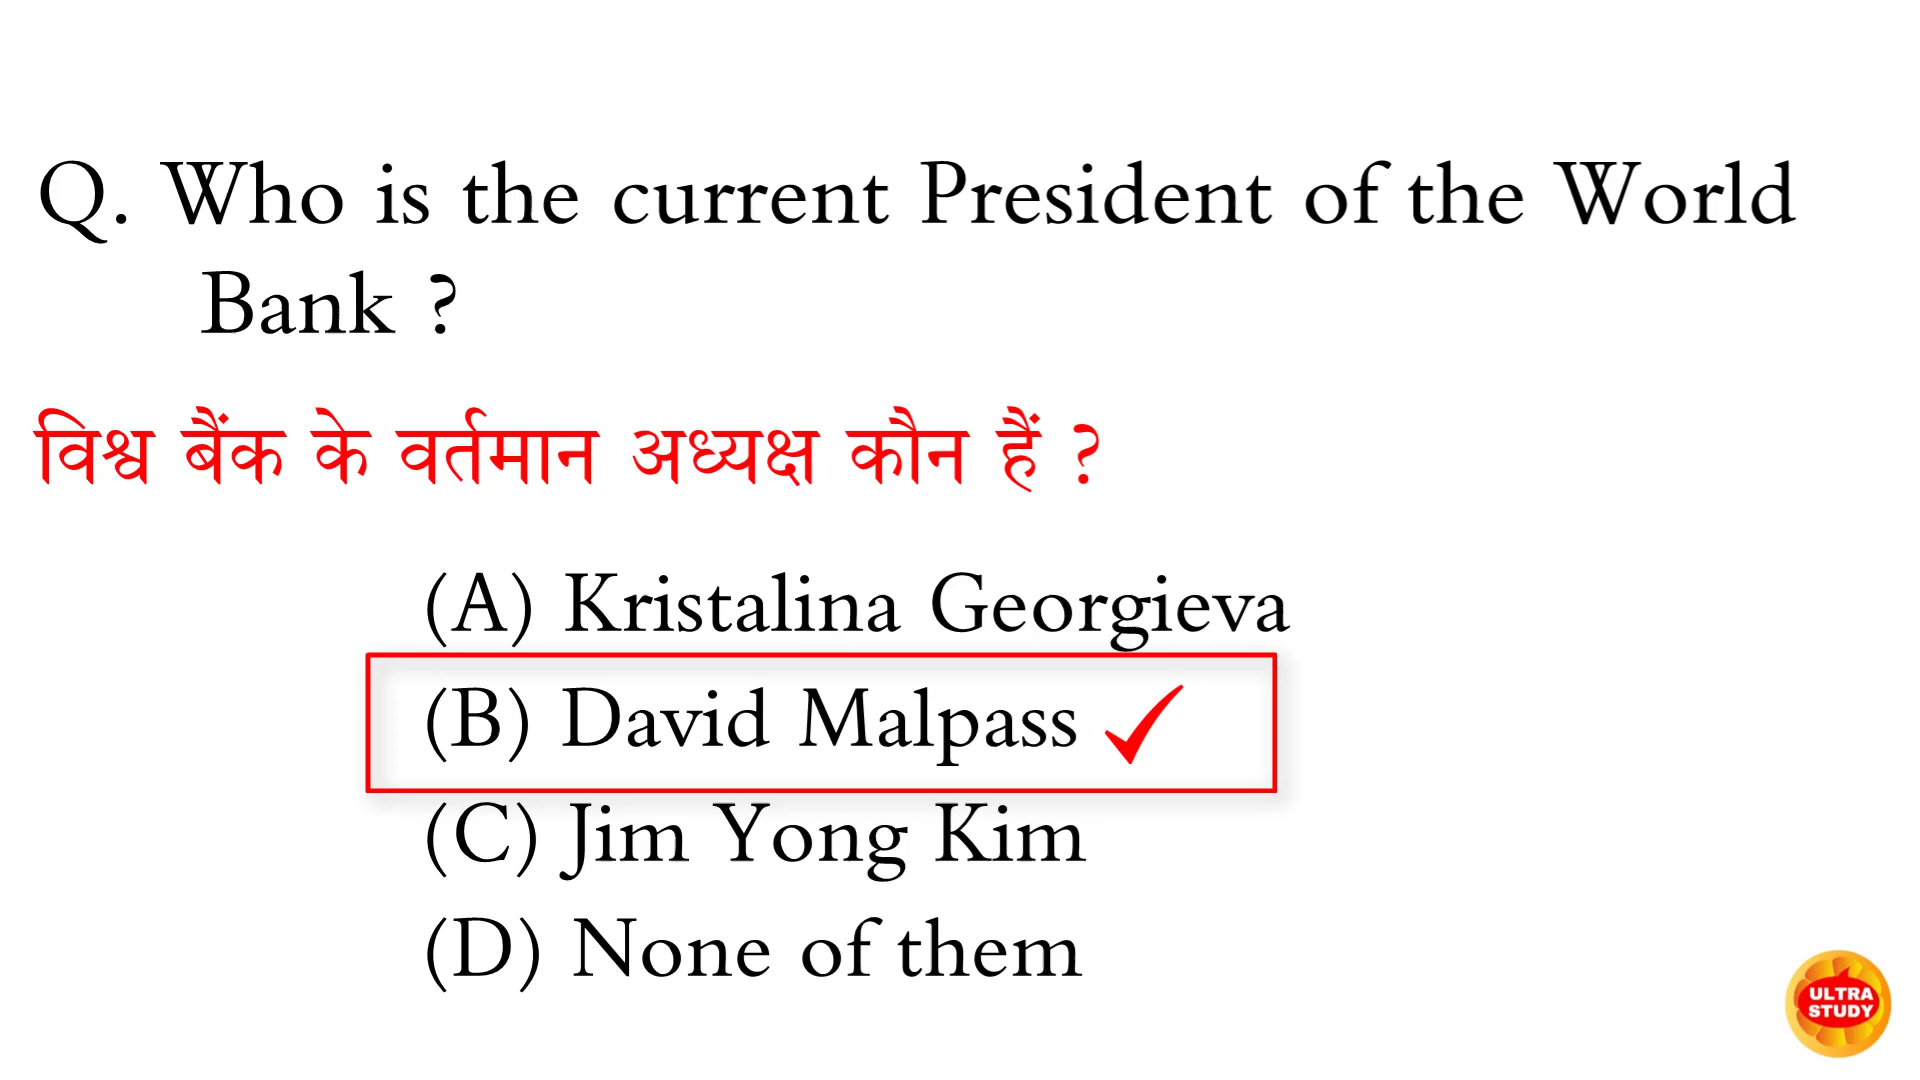 Q. Who is the current President of the World
Bank ?
विश्व बैंक के वर्तमान अध्यक्ष कौन हैं ?
(A) Kristalina Georgieva
(B) David Malpass
(C) Jim Yong Kim
(D) None of them
ULTRA
STUDY